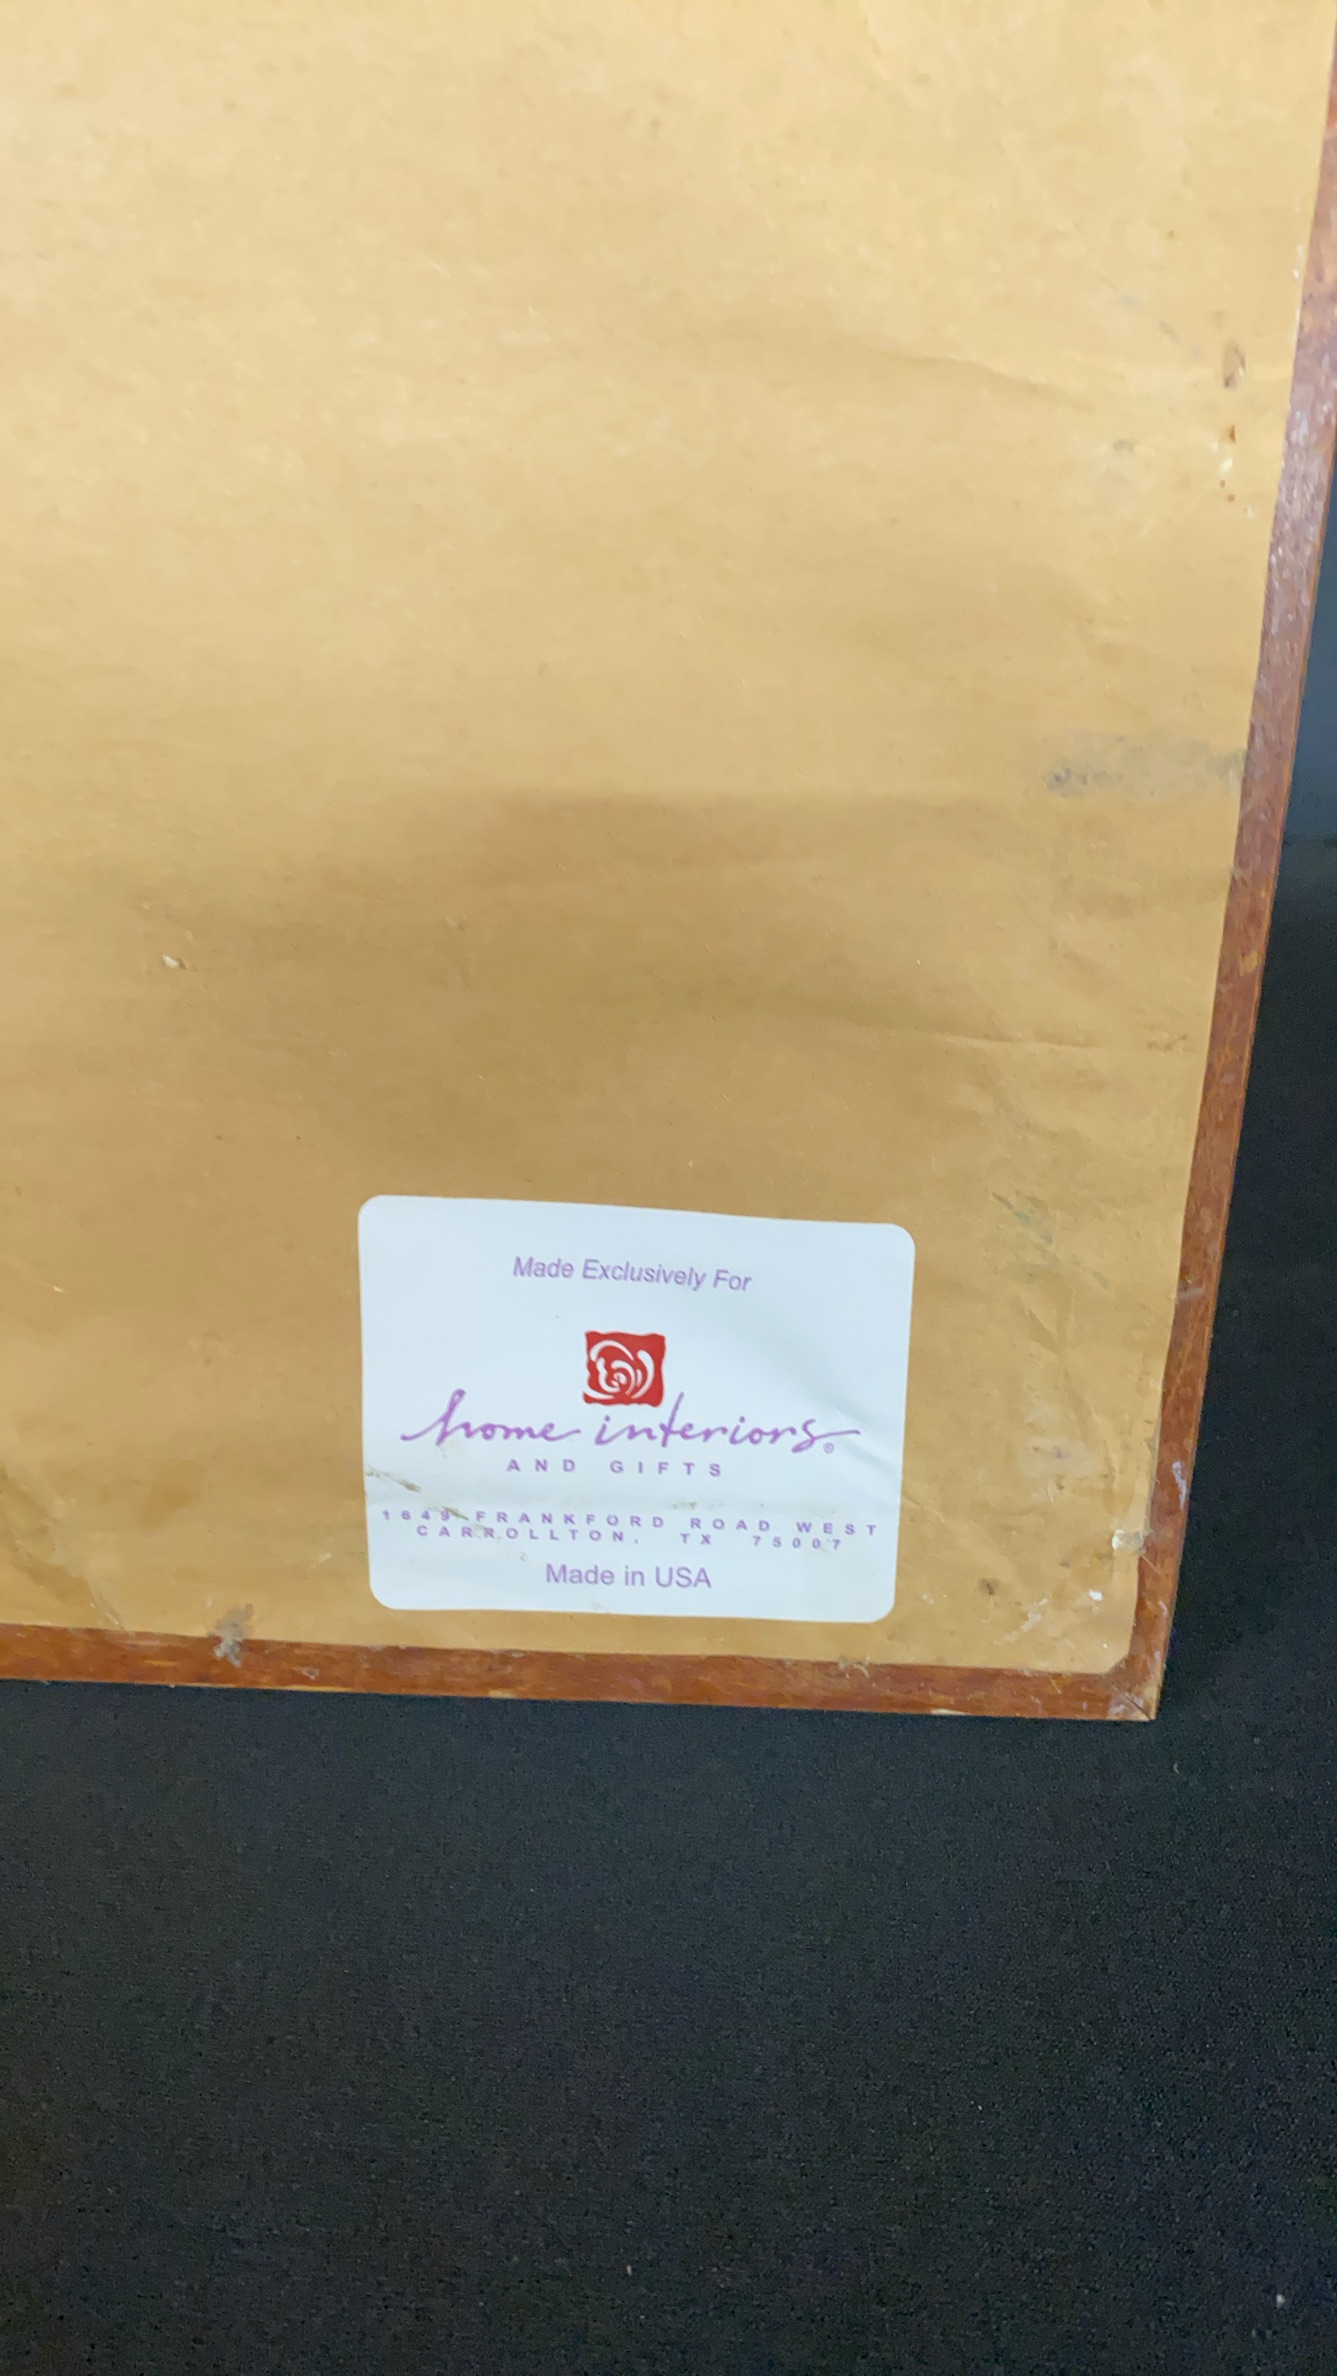 Made Exclusively For
home interiors®
AND GIFTS
1649 FRANKFORD ROAD WEST
CARROLLTON, TX 75007
Made in USA